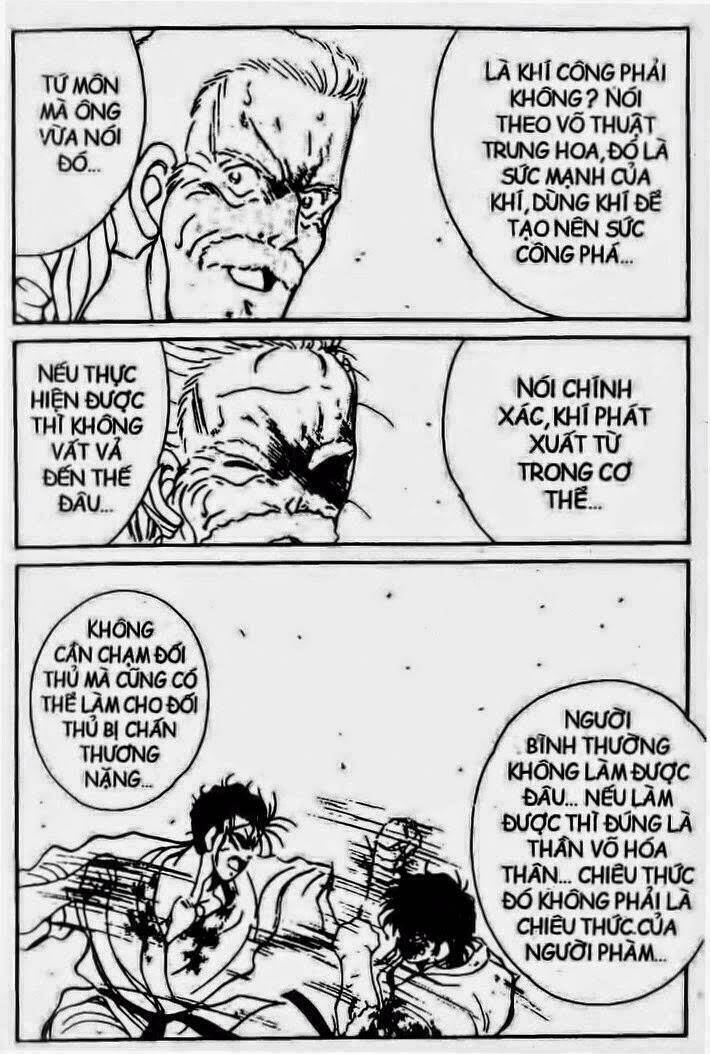 TỨ MÔN
MÀ ÔNG
VỪA NÓI
ĐÓ...
LÀ KHÍ CÔNG PHẢI
KHÔNG? NÓI
THEO VÕ THUẬT
TRUNG HOA, ĐÓ LÀ
SỨC MẠNH CỦA
KHÍ, DÙNG KHÍ ĐỂ
TẠO NÊN SỨC
CÔNG PHÁ...
NẾU THỰC
HIỆN ĐƯỢC
THÌ KHÔNG
VẤT VẢ
ĐẾN THẾ
ĐÂU...
NÓI CHÍNH
XÁC, KHÍ PHÁT
XUẤT TỪ
TRONG CƠ
THỂ...
KHÔNG
CẦN CHẠM ĐỐI
THỦ MÀ CŨNG CÓ
THỂ LÀM CHO ĐỐI
THỦ BỊ CHẤN
THƯƠNG
NẶNG...
NGƯỜI
BÌNH THƯỜNG
KHÔNG LÀM ĐƯỢC
ĐÂU... NẾU LÀM
ĐƯỢC THÌ ĐÚNG LÀ
THẦN VÕ HÓA
THÂN... CHIÊU THỨC
ĐÓ KHÔNG PHẢI LÀ
CHIÊU THỨC CỦA
NGƯỜI PHÀM...